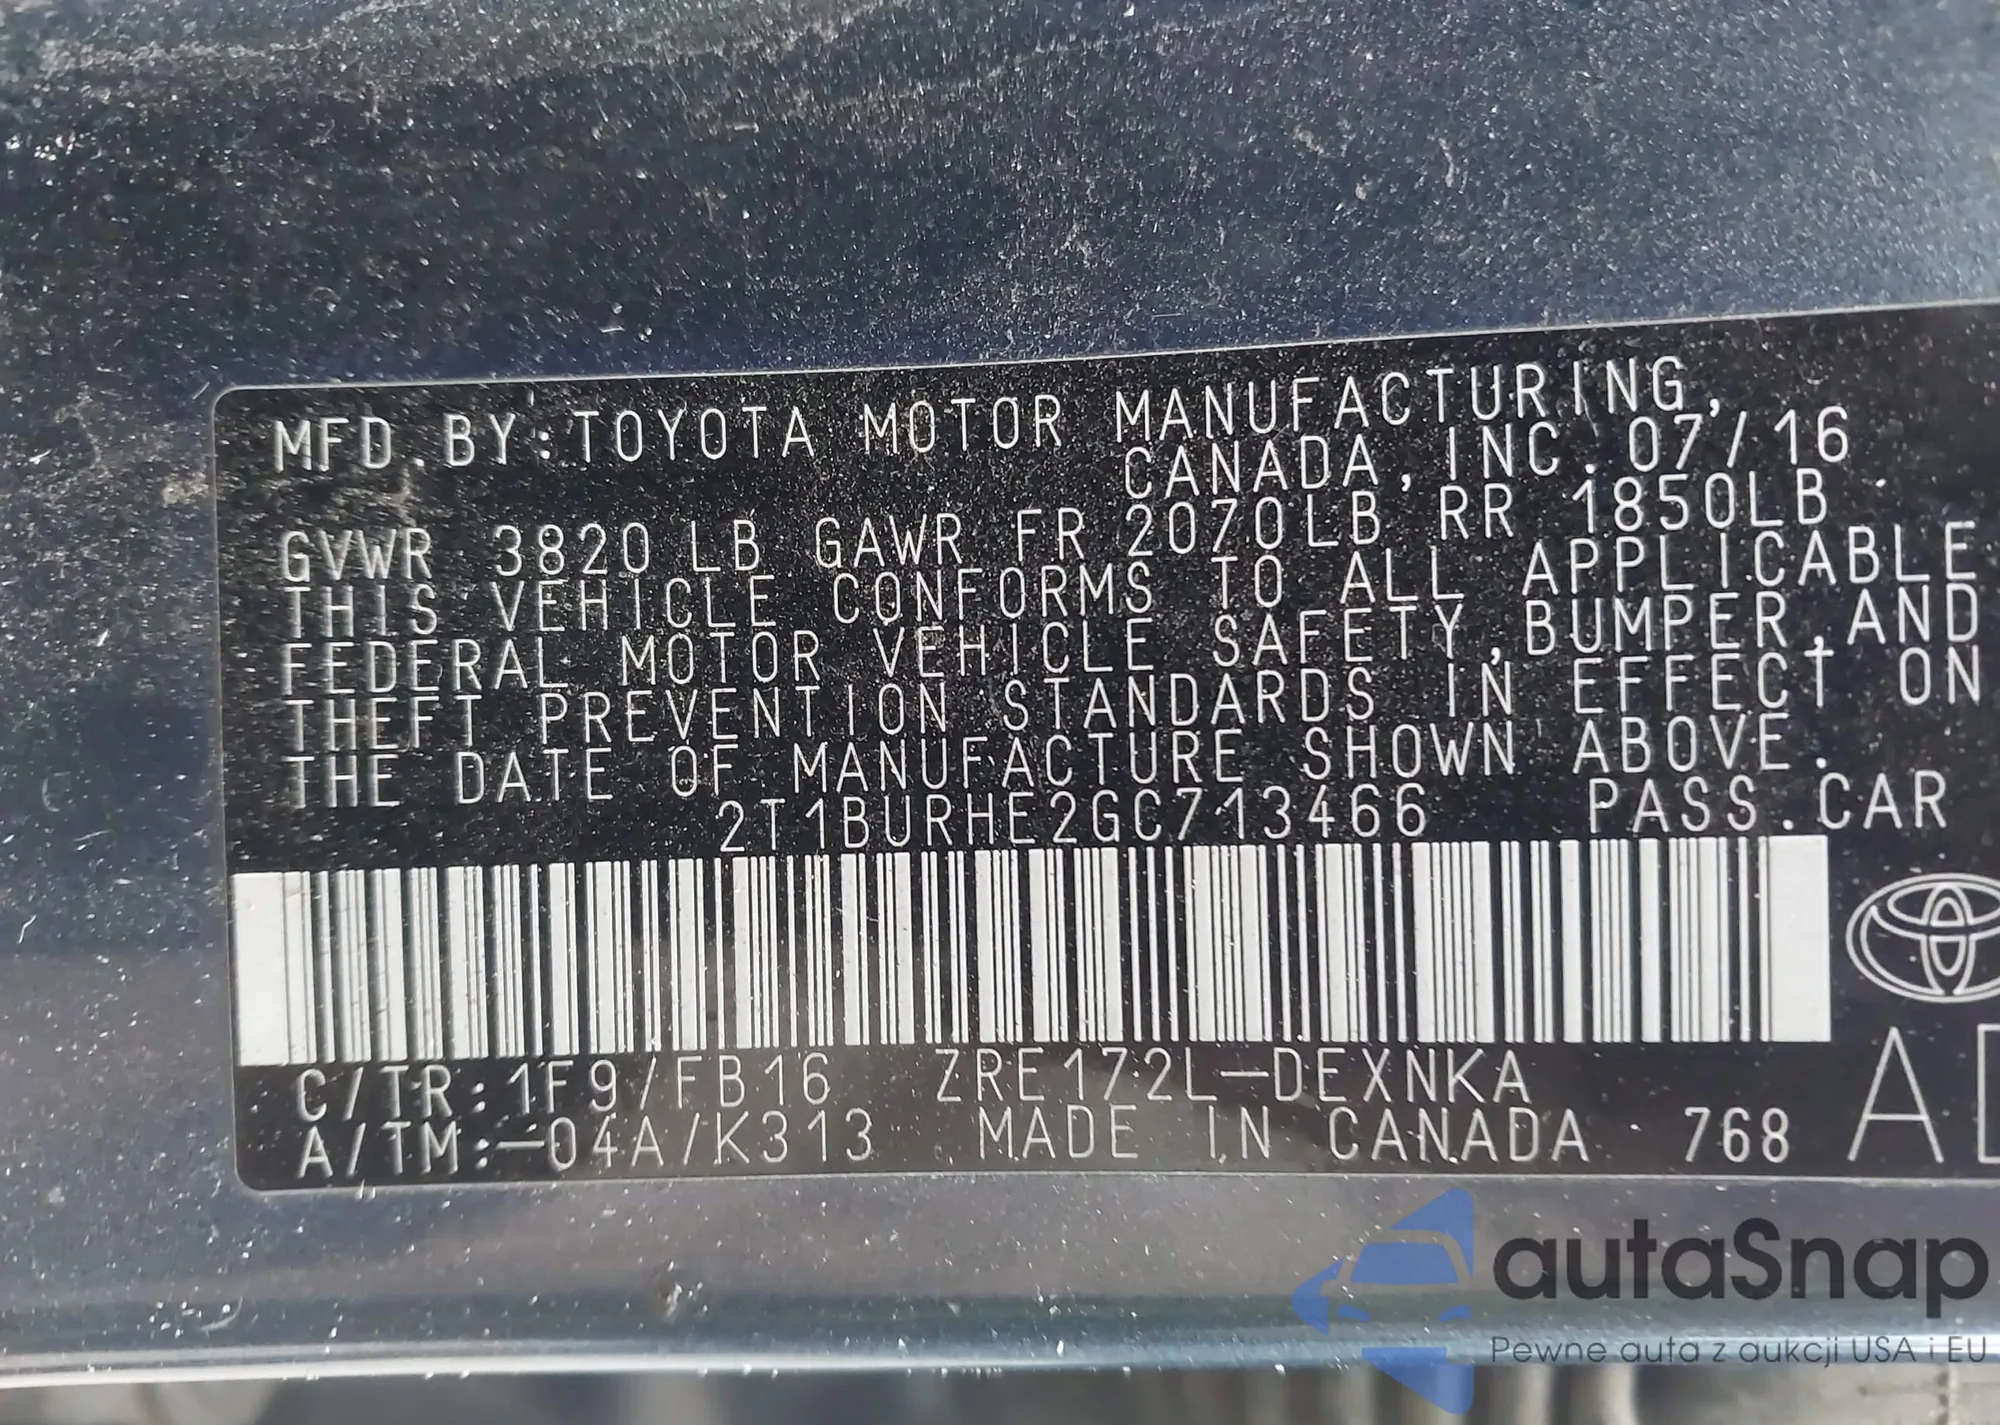 MFD.BY:TOYOTA MOTOR MANUFACTURING,
CANADA, INC. 07/16
GVWR 3820 LB GAWR FR 2070LB RR 1850LB
THIS VEHICLE CONFORMS TO ALL APPLICABLE
FEDERAL MOTOR VEHICLE SAFETY, BUMPER, AND
THEFT PREVENTION STANDARDS IN EFFECT ON
THE DATE OF MANUFACTURE SHOWN ABOVE.
2T1BURHE2GC713466 PASS.CAR
C/TR:1F9/FB16 ZRE172L-DEXNKA
A/TM:-04A/K313 MADE IN CANADA 768
autaSnap
Pewne auta z aukcji USA i EU